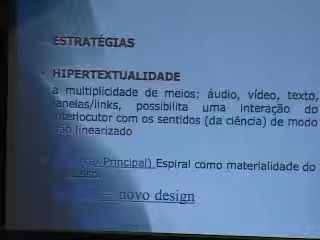 ESTRATÉGIAS
HIPERTEXTUALIDADE
a multiplicidade de meios: áudio, vídeo, texto,
janelas/links, possibilita uma interação do
interlocutor com os sentidos (da ciência) de modo
não linearizado
Principal) Espiral como materialidade do
novo design